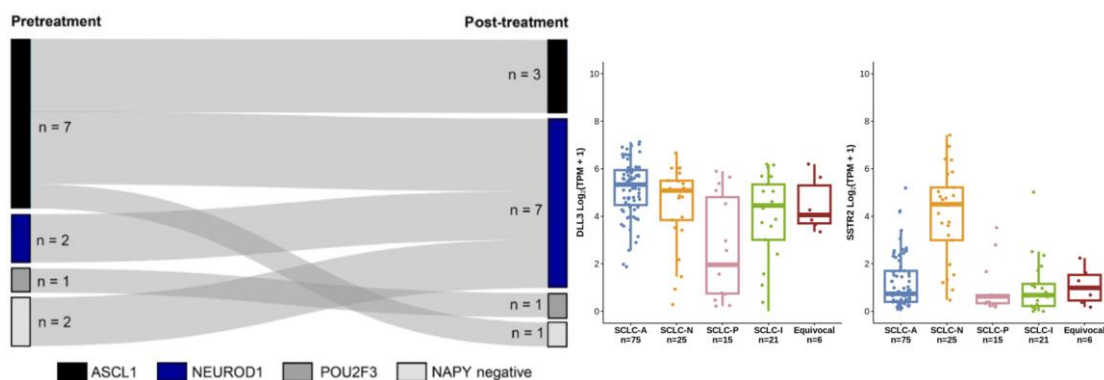 Pretreatment
Post-treatment
n = 7
n = 2
n = 1
n = 2
n = 3
n = 7
n = 1
n = 1
ASCL1 NEUROD1 POU2F3 NAPY negative
DLL3 Log₂(TPM + 1)
10
8
6
4
2
0
SCLC-A SCLC-N SCLC-P SCLC-I Equivocal
n=75 n=25 n=15 n=21 n=6
SSTR2 Log₂(TPM + 1)
10
8
6
4
2
0
SCLC-A SCLC-N SCLC-P SCLC-I Equivocal
n=75 n=25 n=15 n=21 n=6